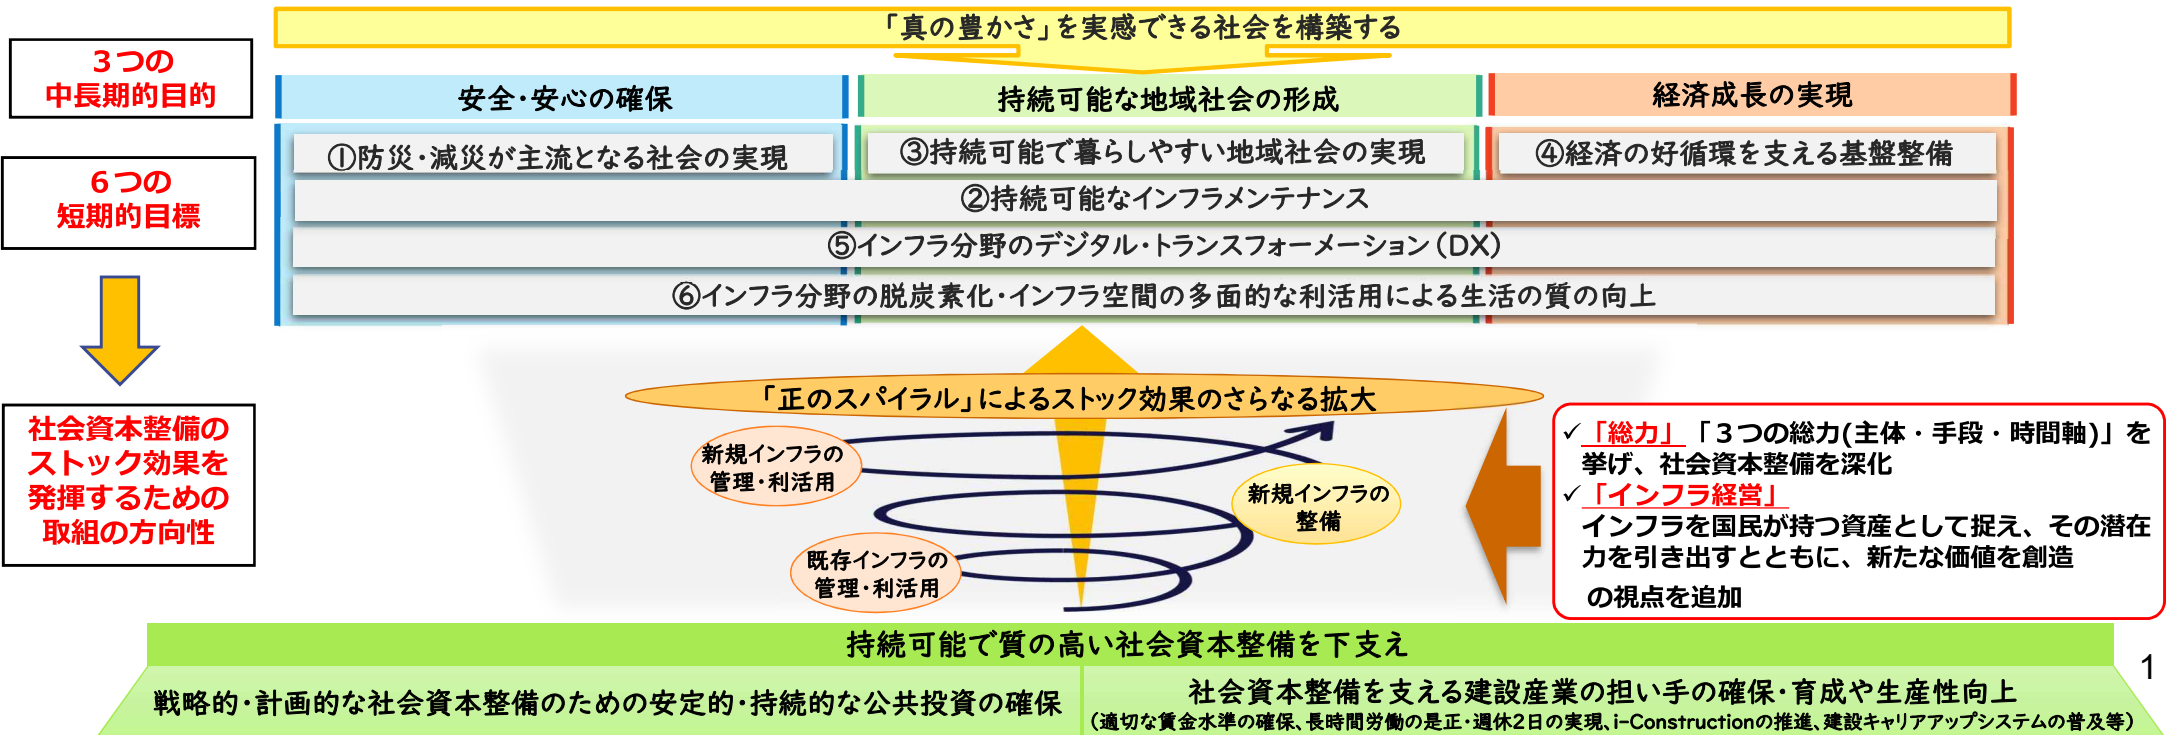 「真の豊かさ」を実感できる社会を構築する
3つの
中長期的目的
安全・安心の確保
持続可能な地域社会の形成
経済成長の実現
6つの
短期的目標
①防災・減災が主流となる社会の実現
③持続可能で暮らしやすい地域社会の実現
④経済の好循環を支える基盤整備
②持続可能なインフラメンテナンス
⑤インフラ分野のデジタル・トランスフォーメーション(DX)
⑥インフラ分野の脱炭素化・インフラ空間の多面的な利活用による生活の質の向上
社会資本整備の
ストック効果を
発揮するための
取組の方向性
「正のスパイラル」によるストック効果のさらなる拡大
新規インフラの
管理・利活用
新規インフラの
整備
既存インフラの
管理・利活用
✓「総力」「3つの総力(主体・手段・時間軸)」を
挙げ、社会資本整備を深化
✓「インフラ経営」
インフラを国民が持つ資産として捉え、その潜在
力を引き出すとともに、新たな価値を創造
の視点を追加
持続可能で質の高い社会資本整備を下支え
戦略的・計画的な社会資本整備のための安定的・持続的な公共投資の確保
社会資本整備を支える建設産業の担い手の確保・育成や生産性向上
(適切な賃金水準の確保、長時間労働の是正・週休2日の実現、i-Constructionの推進、建設キャリアアップシステムの普及等)
1